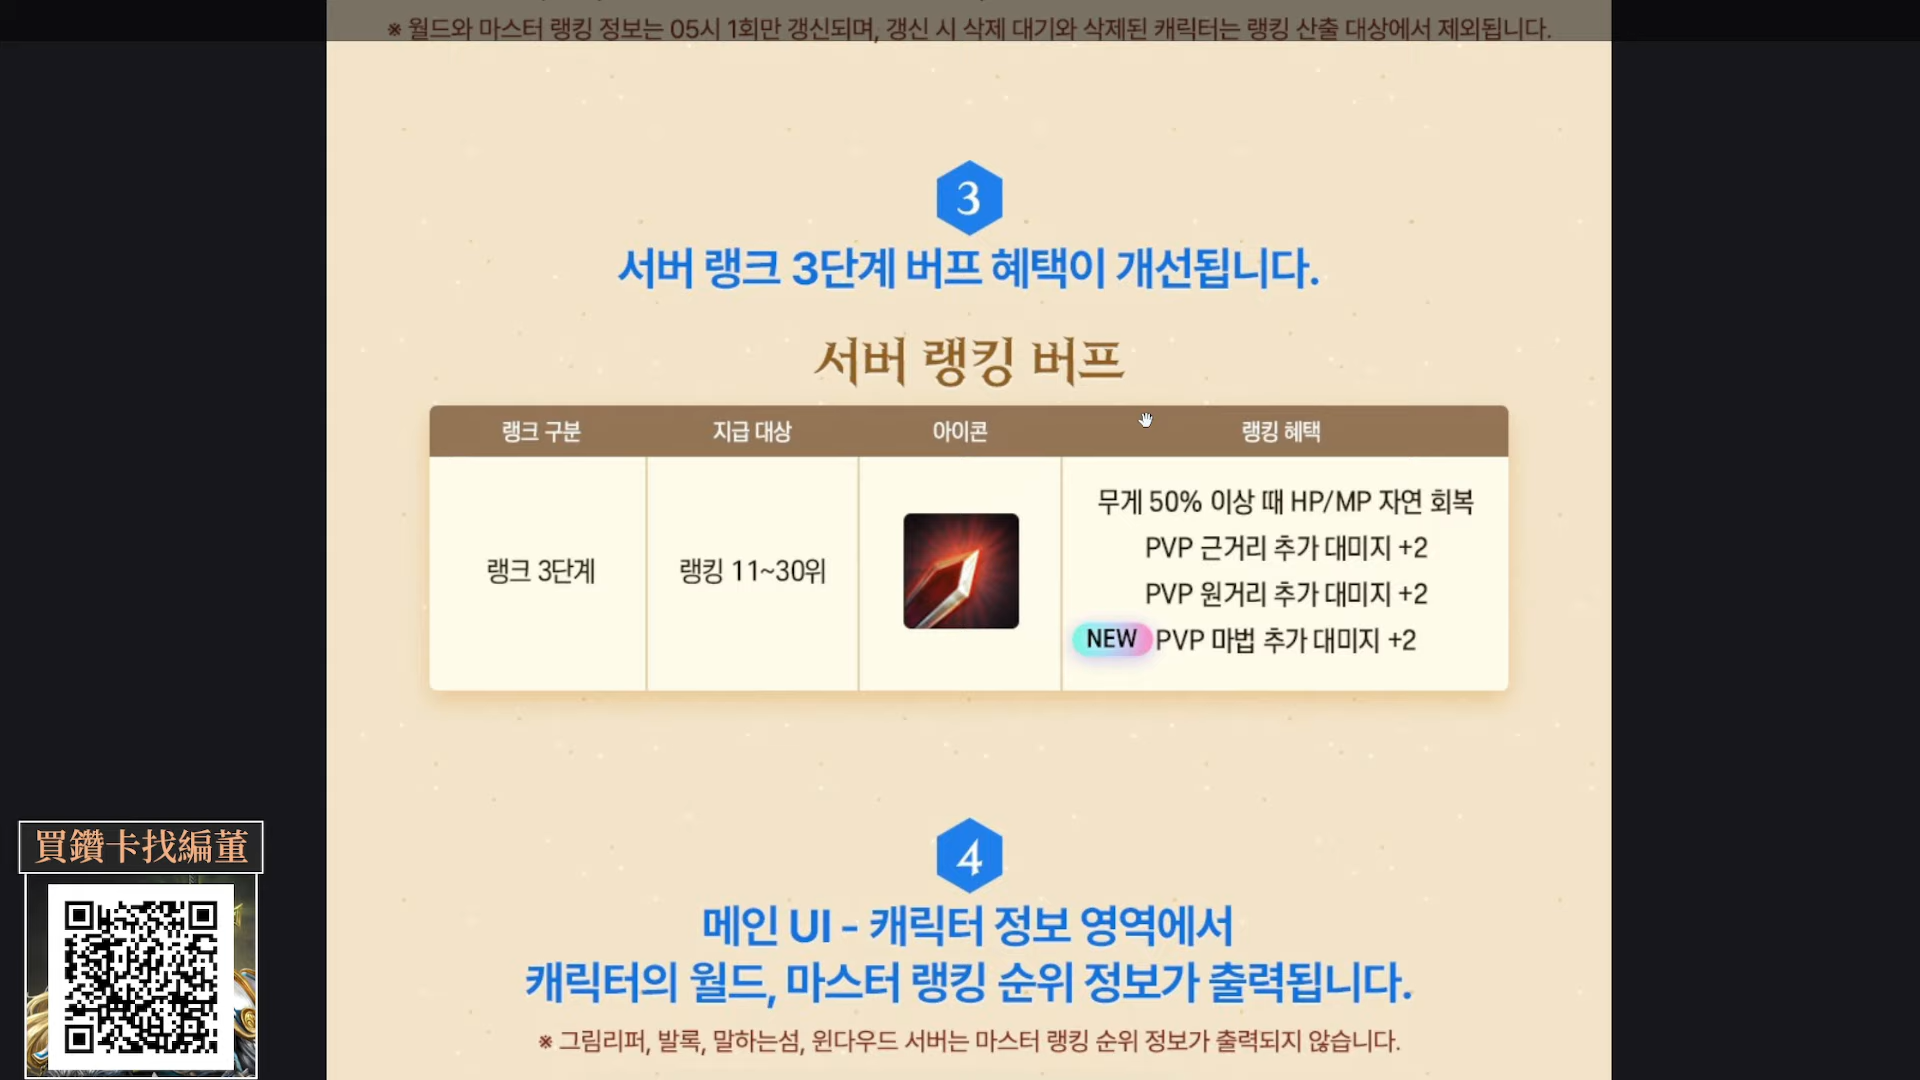 ※ 월드와 마스터 랭킹 정보는 05시 1회만 갱신되며, 갱신 시 삭제 대기와 삭제된 캐릭터는 랭킹 산출 대상에서 제외됩니다.
3
서버 랭크 3단계 버프 혜택이 개선됩니다.
서버 랭킹 버프
랭크 구분 지급 대상 아이콘 랭킹 혜택
랭크 3단계 랭킹 11~30위
무게 50% 이상 때 HP/MP 자연 회복
PVP 근거리 추가 대미지 +2
PVP 원거리 추가 대미지 +2
NEW PVP 마법 추가 대미지 +2
4
메인 UI - 캐릭터 정보 영역에서
캐릭터의 월드, 마스터 랭킹 순위 정보가 출력됩니다.
※ 그림리퍼, 발록, 말하는섬, 윈다우드 서버는 마스터 랭킹 순위 정보가 출력되지 않습니다.
買鑽卡找編董